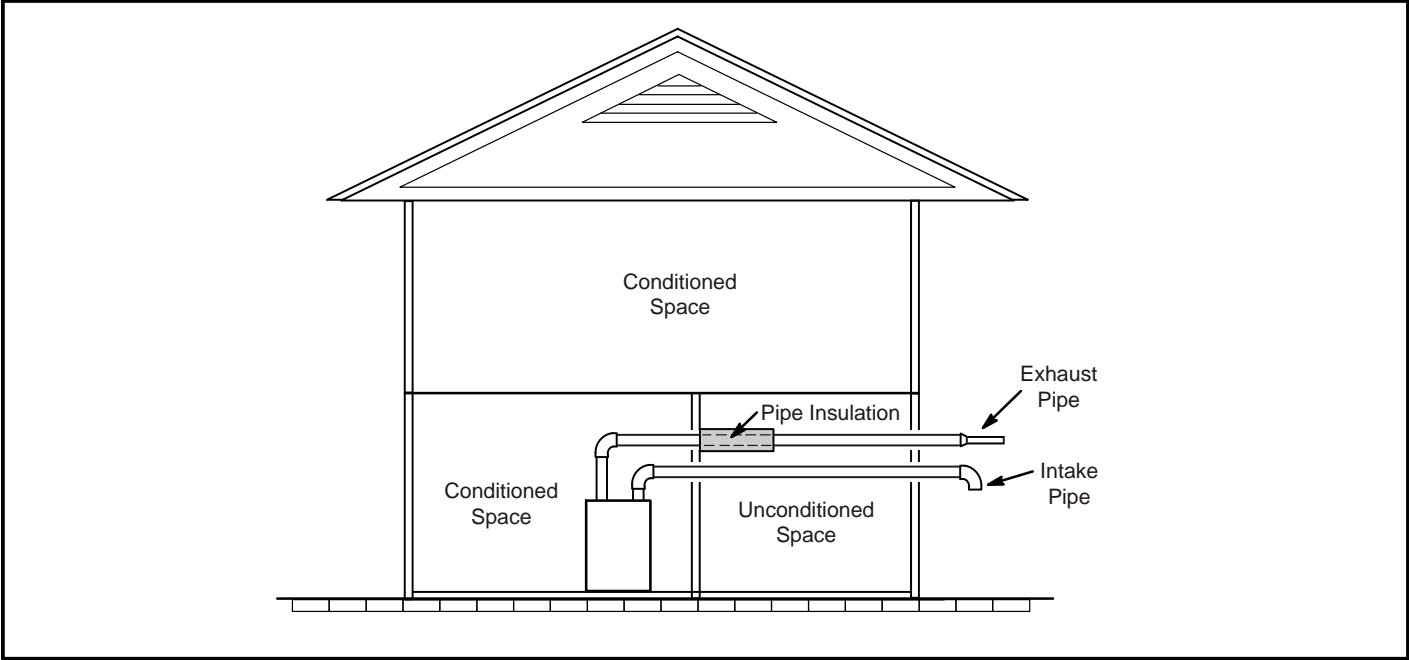 Conditioned
Space
Exhaust
Pipe
Pipe Insulation
Intake
Pipe
Conditioned
Space
Unconditioned
Space